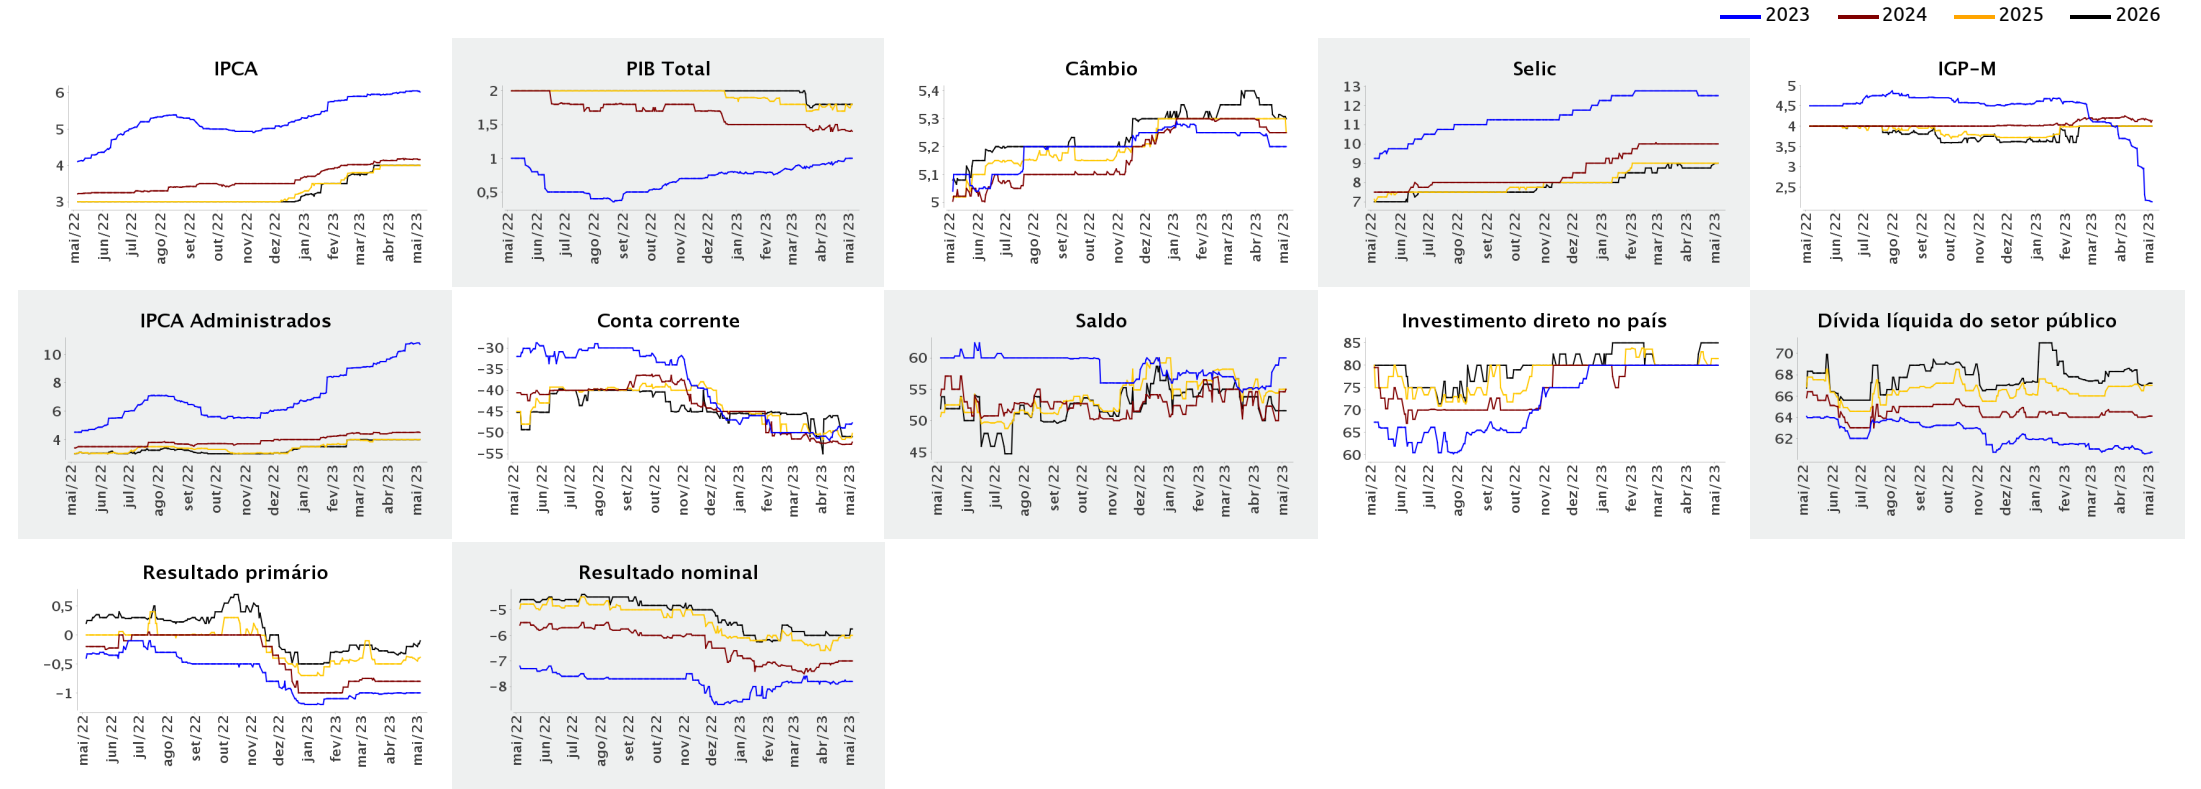 2023 2024 2025 2026
IPCA
6
5
4
3
mai/22 jun/22 jul/22 ago/22 set/22 out/22 nov/22 dez/22 jan/23 fev/23 mar/23 abr/23 mai/23
PIB Total
2
1,5
1
0,5
mai/22 jun/22 jul/22 ago/22 set/22 out/22 nov/22 dez/22 jan/23 fev/23 mar/23 abr/23 mai/23
Câmbio
5,4
5,3
5,2
5,1
5
mai/22 jun/22 jul/22 ago/22 set/22 out/22 nov/22 dez/22 jan/23 fev/23 mar/23 abr/23 mai/23
Selic
13
12
11
10
9
8
7
mai/22 jun/22 jul/22 ago/22 set/22 out/22 nov/22 dez/22 jan/23 fev/23 mar/23 abr/23 mai/23
IGP-M
5
4,5
4
3,5
3
2,5
mai/22 jun/22 jul/22 ago/22 set/22 out/22 nov/22 dez/22 jan/23 fev/23 mar/23 abr/23 mai/23
IPCA Administrados
10
8
6
4
mai/22 jun/22 jul/22 ago/22 set/22 out/22 nov/22 dez/22 jan/23 fev/23 mar/23 abr/23 mai/23
Conta corrente
-30
-35
-40
-45
-50
-55
mai/22 jun/22 jul/22 ago/22 set/22 out/22 nov/22 dez/22 jan/23 fev/23 mar/23 abr/23 mai/23
Saldo
60
55
50
45
mai/22 jun/22 jul/22 ago/22 set/22 out/22 nov/22 dez/22 jan/23 fev/23 mar/23 abr/23 mai/23
Investimento direto no país
85
80
75
70
65
60
mai/22 jun/22 jul/22 ago/22 set/22 out/22 nov/22 dez/22 jan/23 fev/23 mar/23 abr/23 mai/23
Dívida líquida do setor público
70
68
66
64
62
mai/22 jun/22 jul/22 ago/22 set/22 out/22 nov/22 dez/22 jan/23 fev/23 mar/23 abr/23 mai/23
Resultado primário
0,5
0
-0,5
-1
mai/22 jun/22 jul/22 ago/22 set/22 out/22 nov/22 dez/22 jan/23 fev/23 mar/23 abr/23 mai/23
Resultado nominal
-5
-6
-7
-8
mai/22 jun/22 jul/22 ago/22 set/22 out/22 nov/22 dez/22 jan/23 fev/23 mar/23 abr/23 mai/23